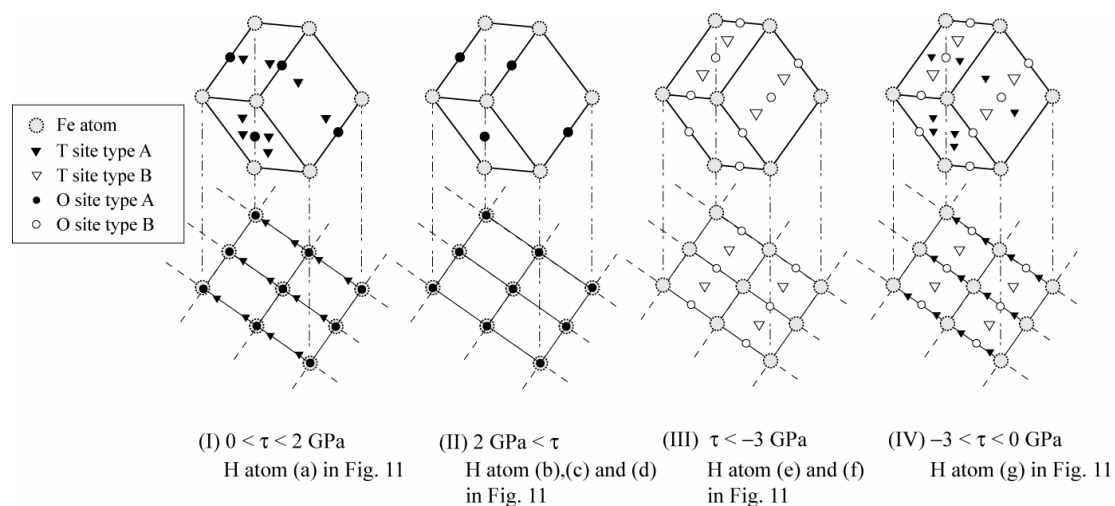 Fe atom
T site type A
T site type B
O site type A
O site type B
(I) 0 < τ < 2 GPa
H atom (a) in Fig. 11
(II) 2 GPa < τ
H atom (b),(c) and (d)
in Fig. 11
(III) τ < −3 GPa
H atom (e) and (f)
in Fig. 11
(IV) −3 < τ < 0 GPa
H atom (g) in Fig. 11